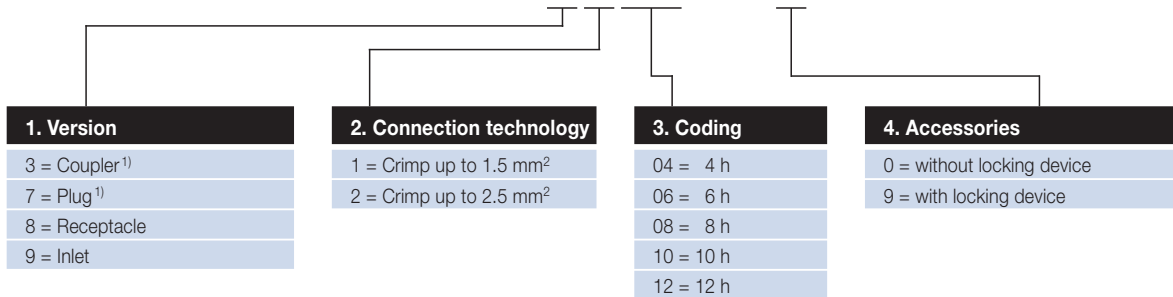 1. Version
3 = Coupler 1)
7 = Plug 1)
8 = Receptacle
9 = Inlet
2. Connection technology
1 = Crimp up to 1.5 mm2
2 = Crimp up to 2.5 mm2
3. Coding
04 = 4 h
06 = 6 h
08 = 8 h
10 = 10 h
12 = 12 h
4. Accessories
0 = without locking device
9 = with locking device